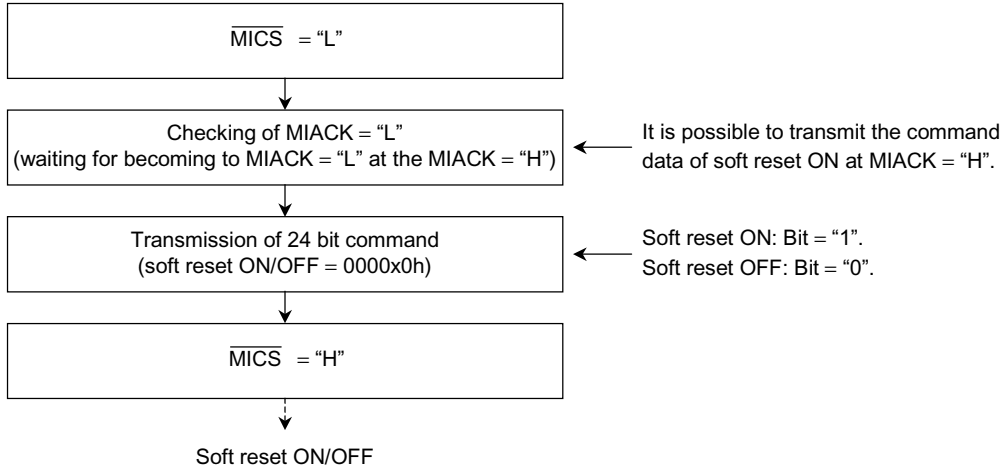 MICS = “L”
Checking of MIACK = “L”
(waiting for becoming to MIACK = “L” at the MIACK = “H”)
It is possible to transmit the command
data of soft reset ON at MIACK = “H”.
Transmission of 24 bit command
(soft reset ON/OFF = 0000x0h)
Soft reset ON: Bit = “1”.
Soft reset OFF: Bit = “0”.
MICS = “H”
Soft reset ON/OFF